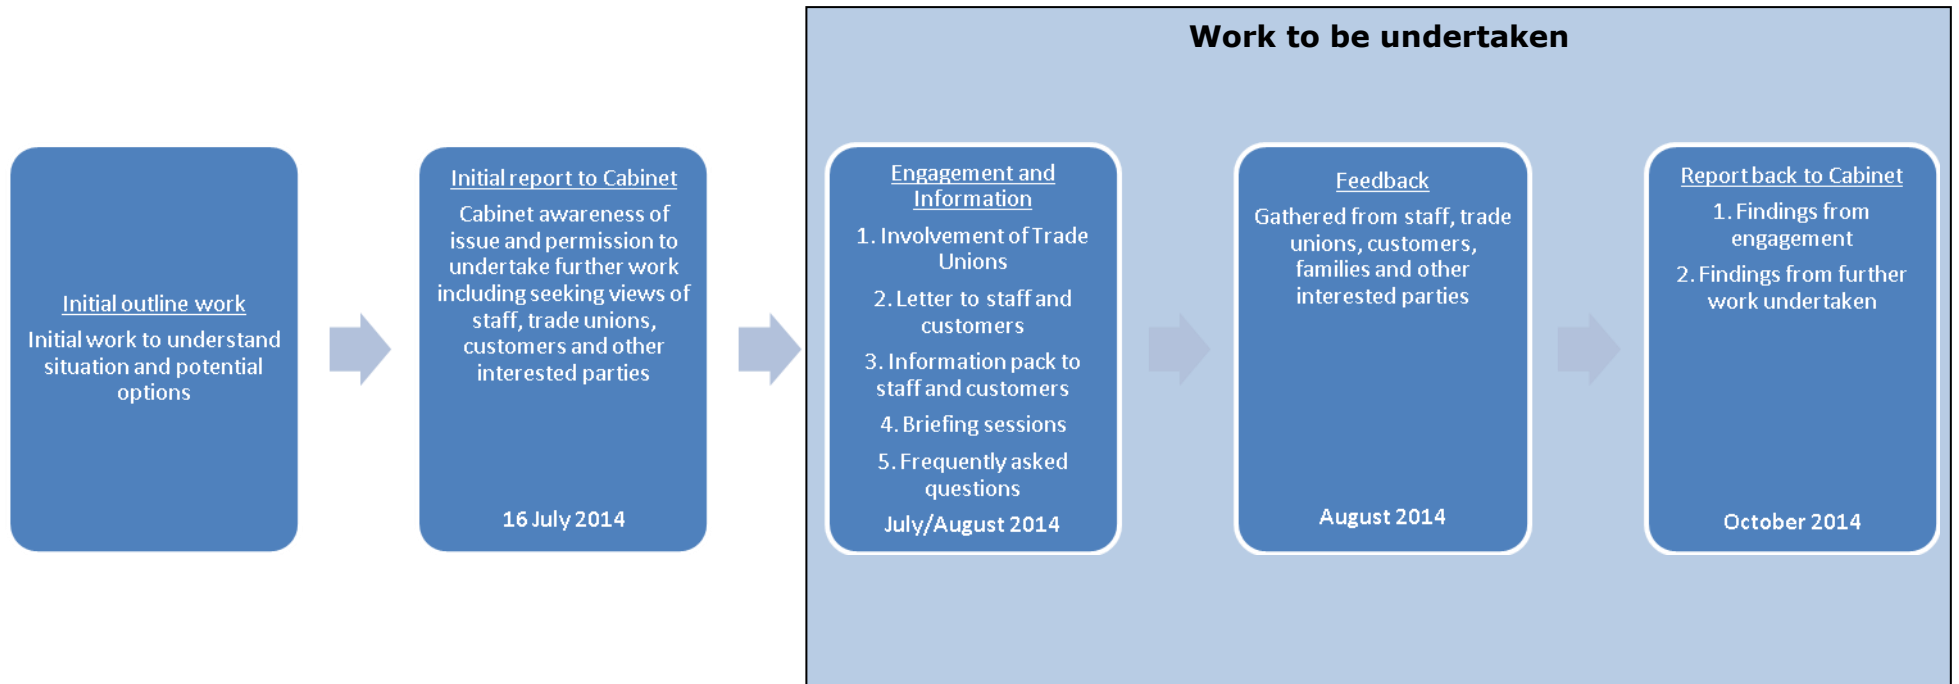 Work to be undertaken
Initial outline work
Initial work to understand
situation and potential
options
Initial report to Cabinet
Cabinet awareness of
issue and permission to
undertake further work
including seeking views of
staff, trade unions,
customers and other
interested parties
16 July 2014
Engagement and
Information
1. Involvement of Trade
Unions
2. Letter to staff and
customers
3. Information pack to
staff and customers
4. Briefing sessions
5. Frequently asked
questions
July/August 2014
Feedback
Gathered from staff, trade
unions, customers,
families and other
interested parties
August 2014
Report back to Cabinet
1. Findings from
engagement
2. Findings from further
work undertaken
October 2014